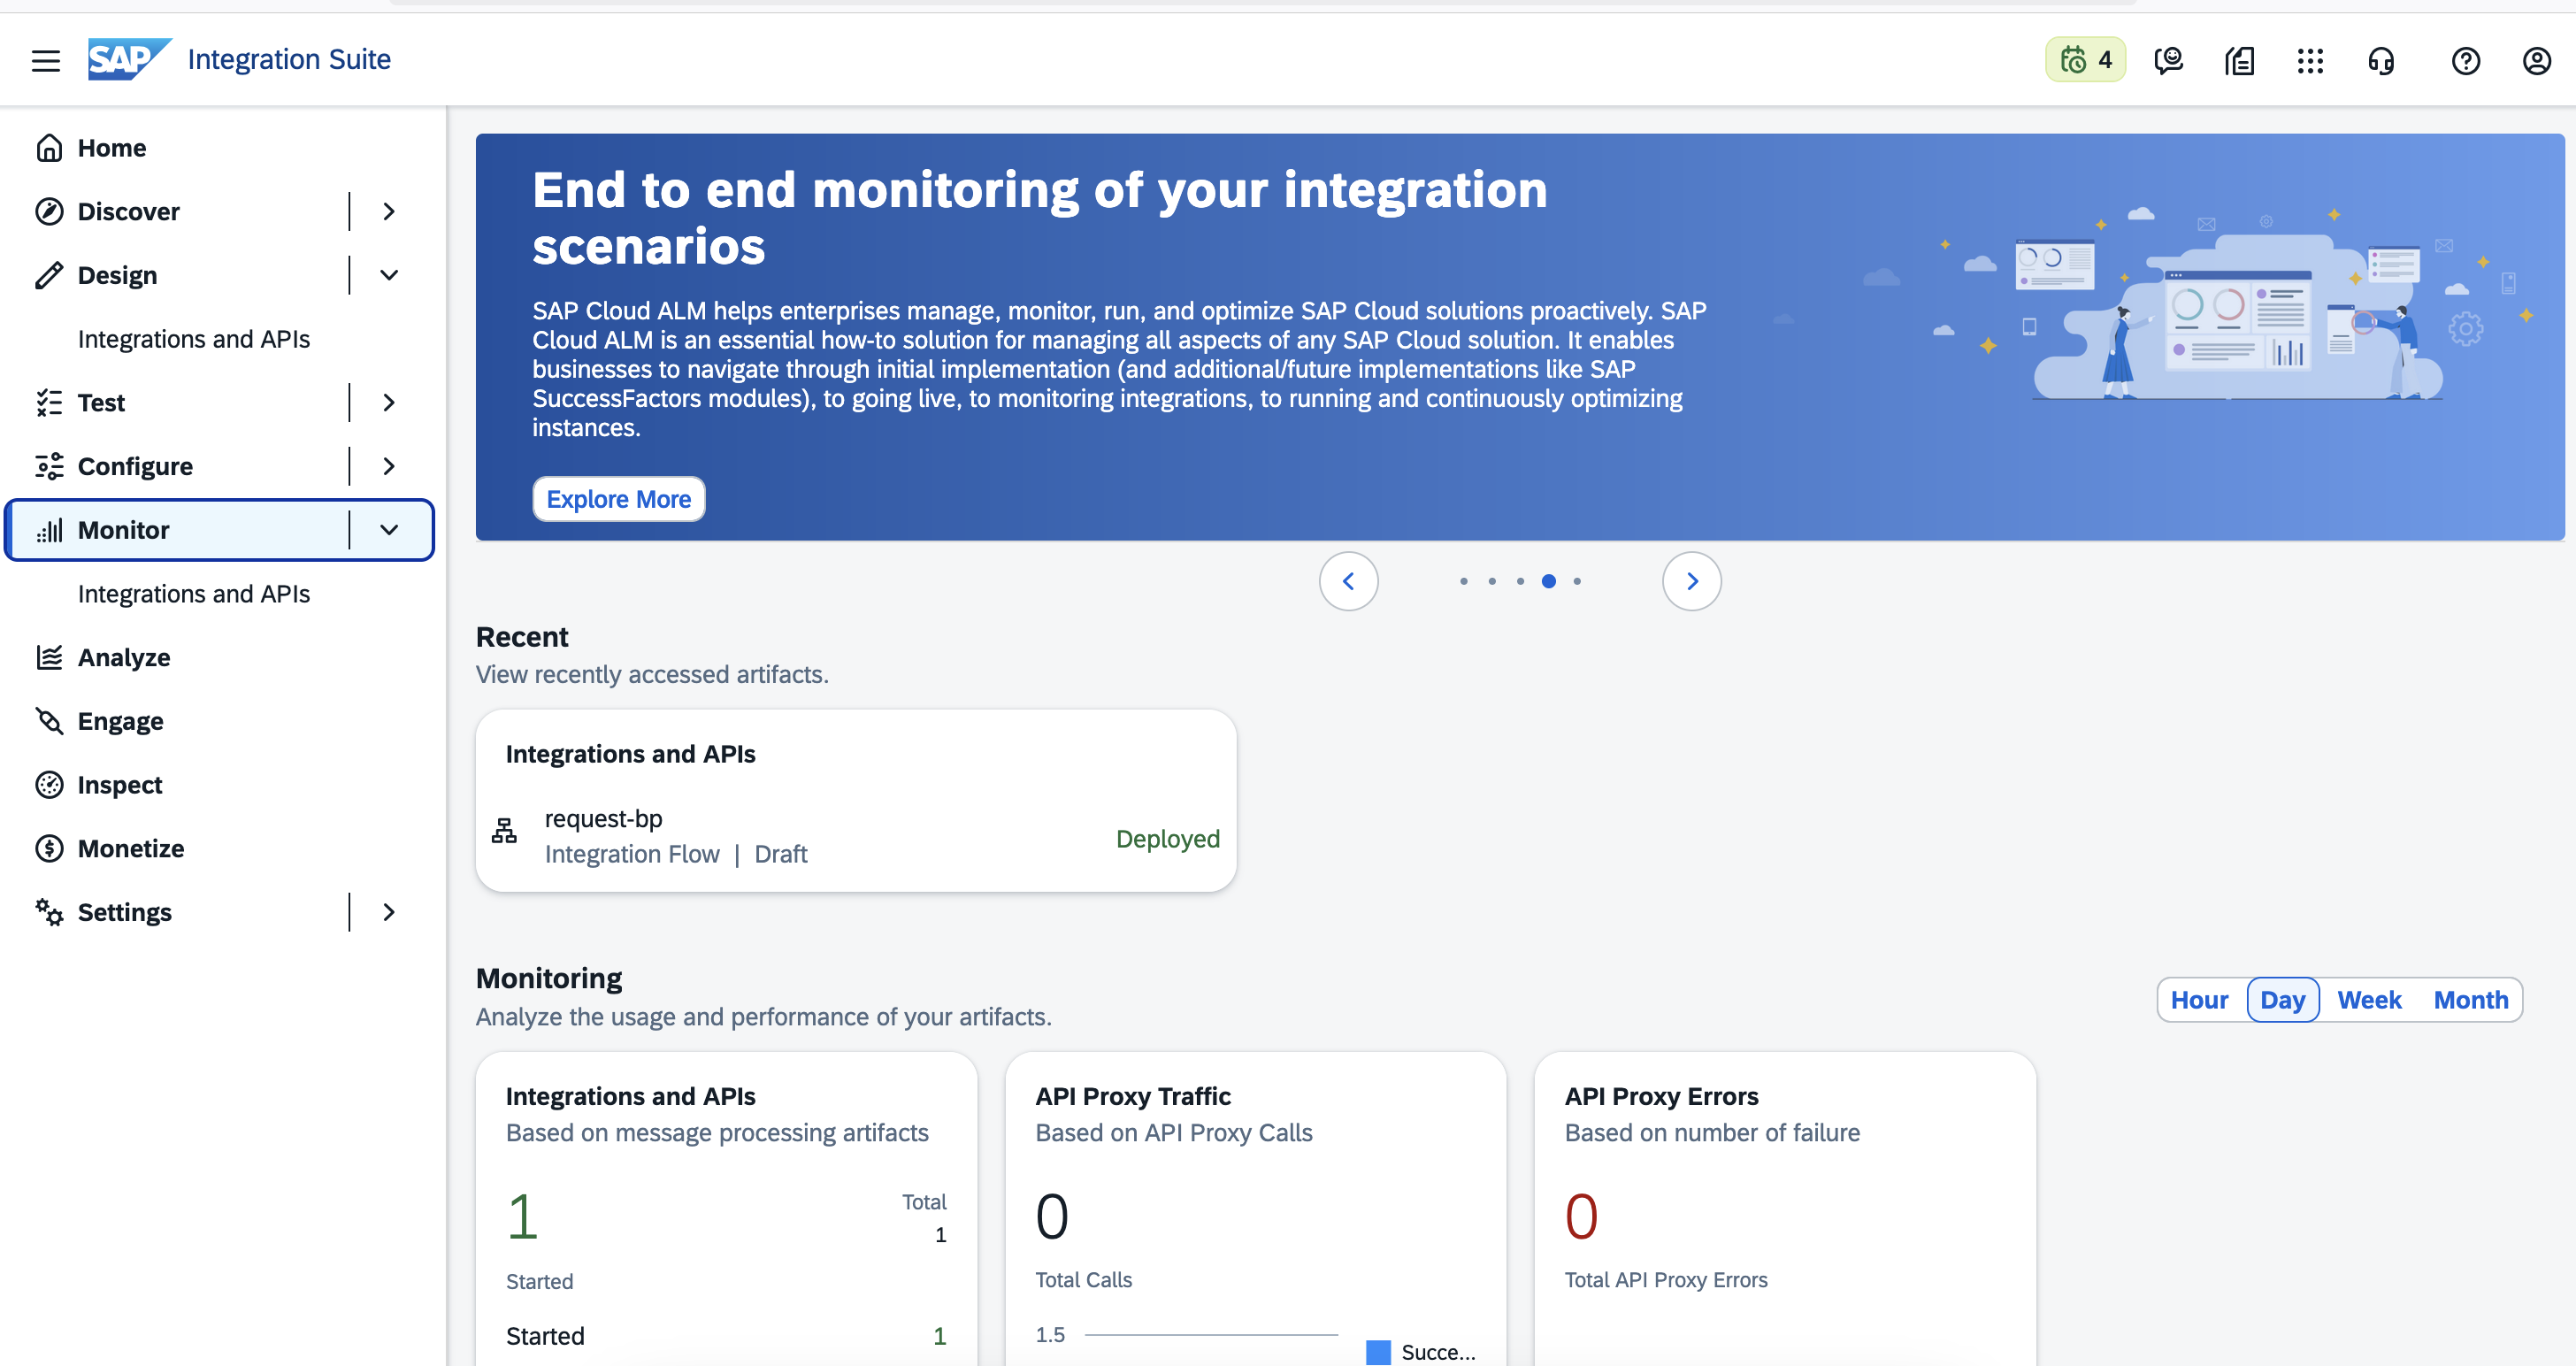 SAP Integration Suite
4
Home
Discover
Design
Integrations and APIs
Test
Configure
Monitor
Integrations and APIs
Analyze
Engage
Inspect
Monetize
Settings
End to end monitoring of your integration
scenarios
SAP Cloud ALM helps enterprises manage, monitor, run, and optimize SAP Cloud solutions proactively. SAP
Cloud ALM is an essential how-to solution for managing all aspects of any SAP Cloud solution. It enables
businesses to navigate through initial implementation (and additional/future implementations like SAP
SuccessFactors modules), to going live, to monitoring integrations, to running and continuously optimizing
instances.
Explore More
Recent
View recently accessed artifacts.
Integrations and APIs
request-bp
Integration Flow | Draft
Deployed
Monitoring
Analyze the usage and performance of your artifacts.
Hour Day Week Month
Integrations and APIs
Based on message processing artifacts
1
Total
1
Started
Started 1
API Proxy Traffic
Based on API Proxy Calls
0
Total Calls
1.5
Succe...
API Proxy Errors
Based on number of failure
0
Total API Proxy Errors